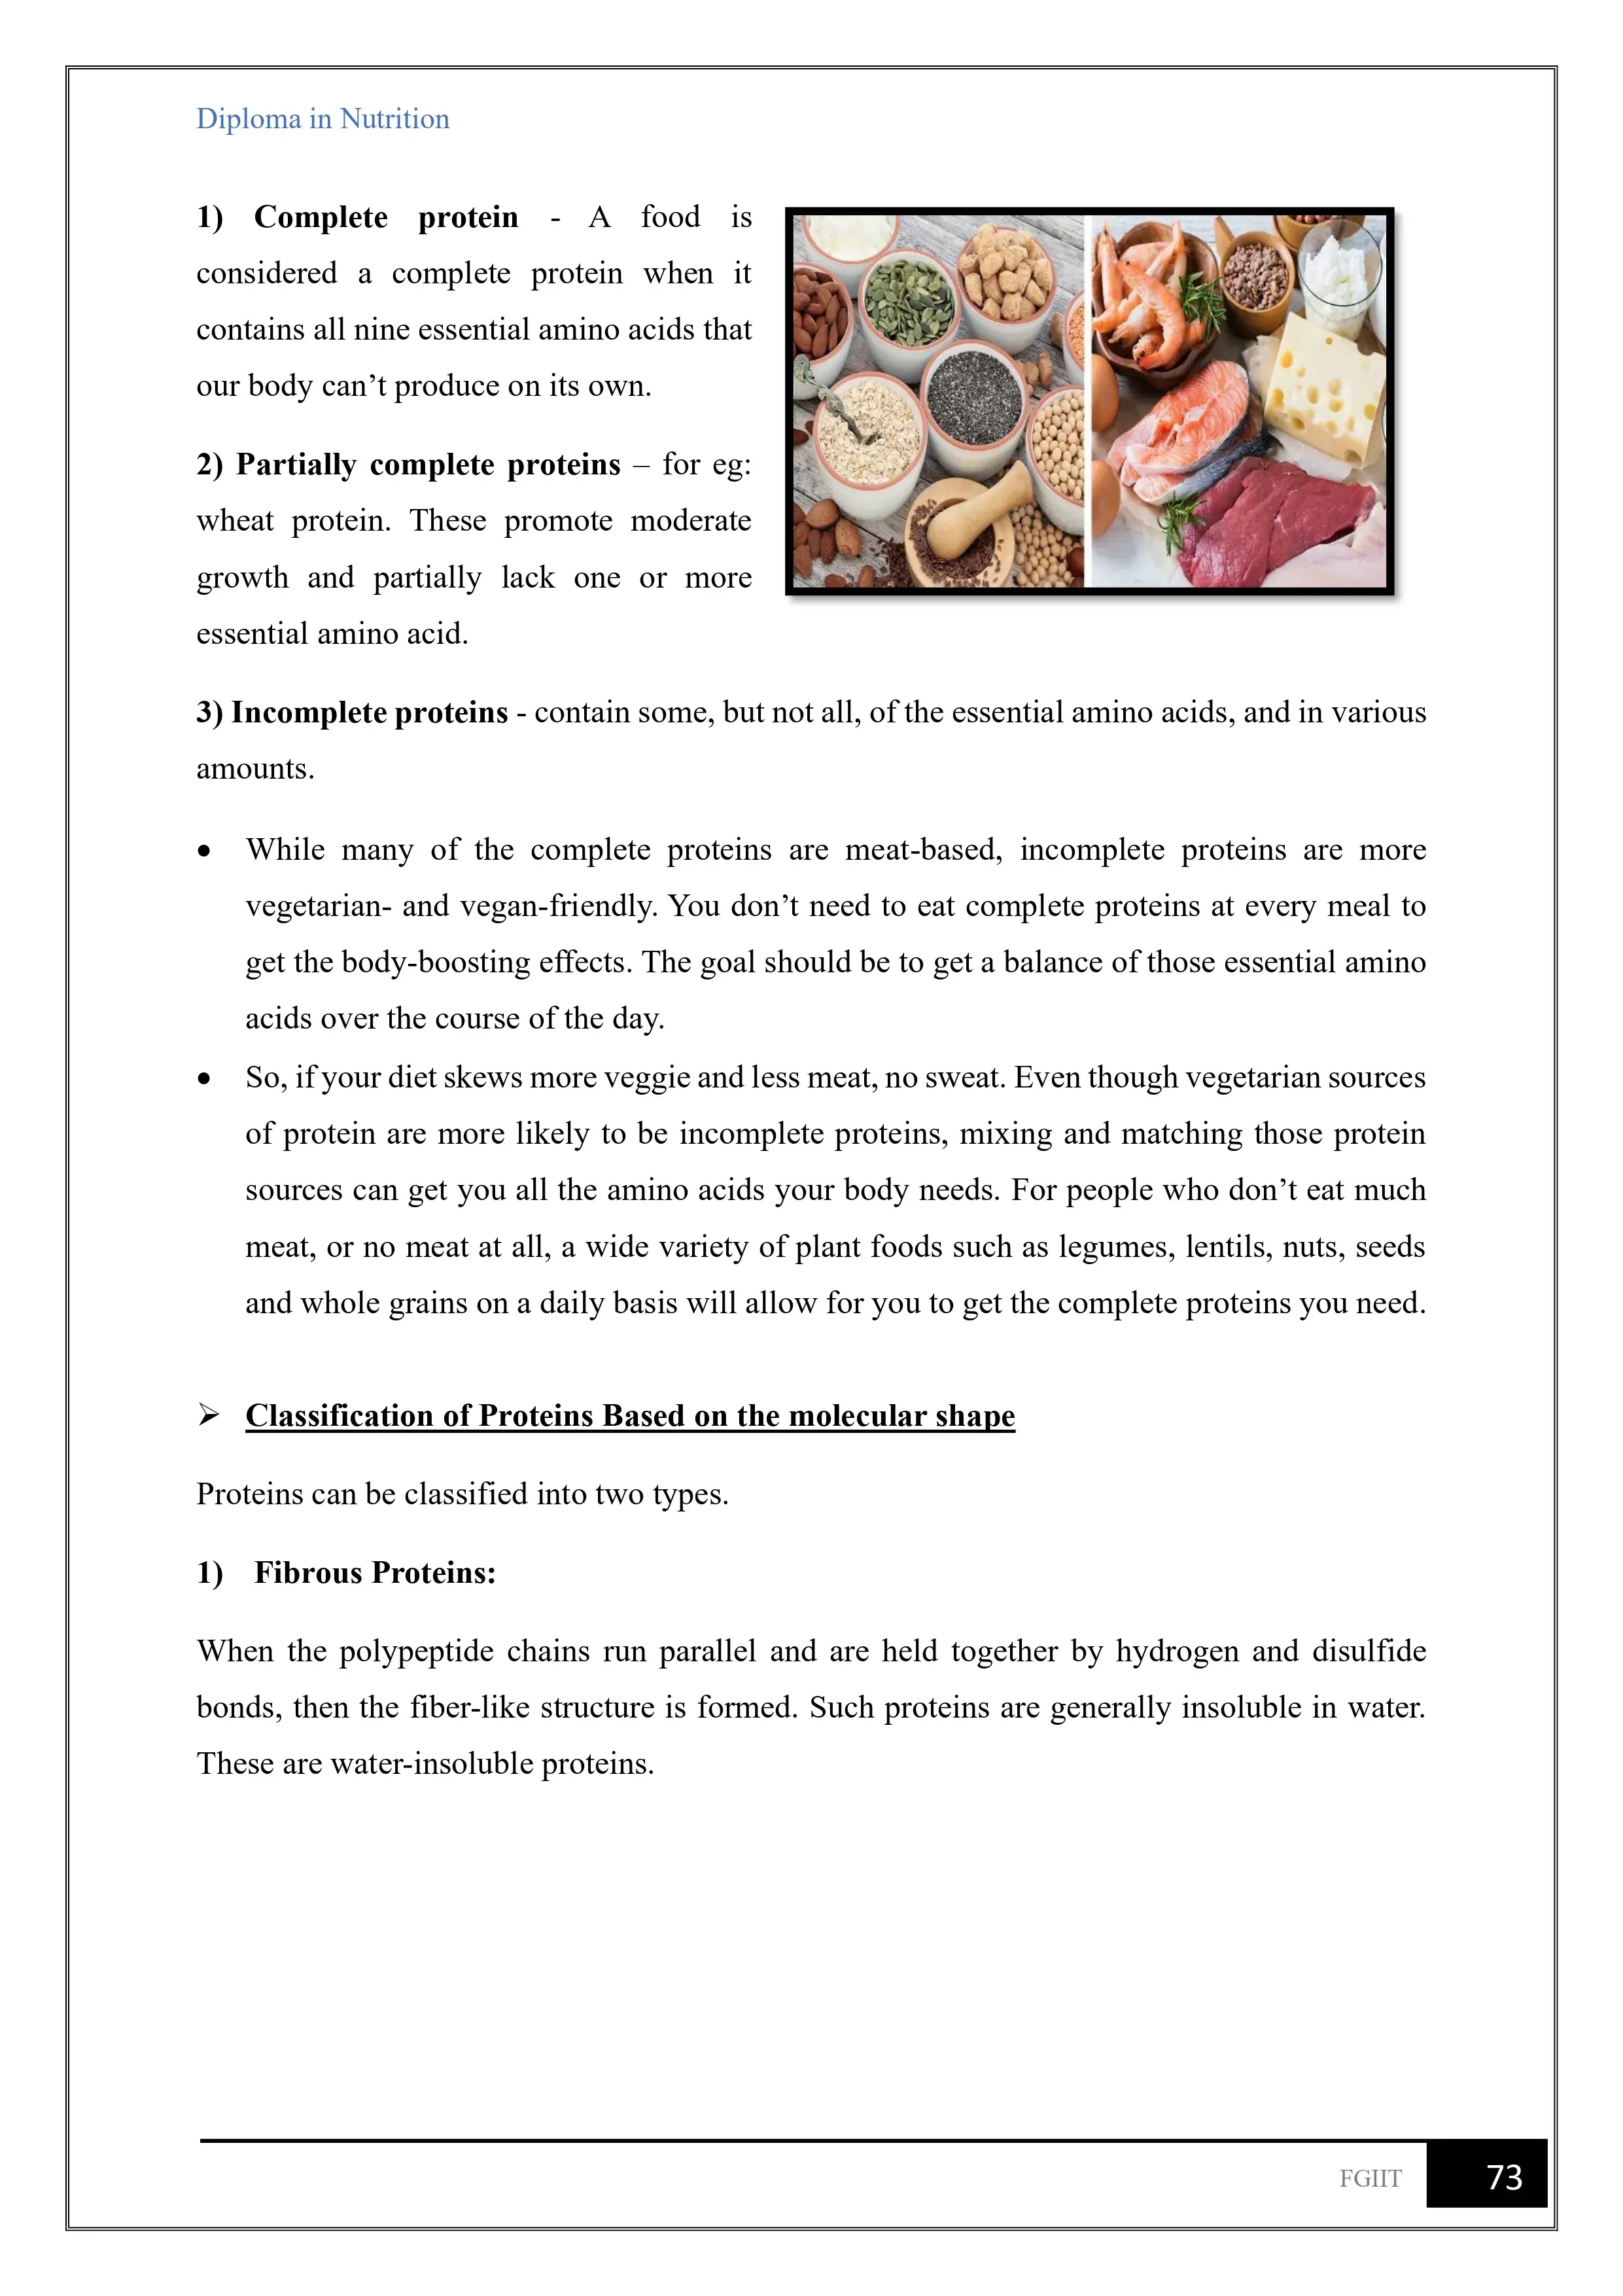 Diploma in Nutrition
1) Complete protein - A food is
considered a complete protein when it
contains all nine essential amino acids that
our body can’t produce on its own.
2) Partially complete proteins – for eg:
wheat protein. These promote moderate
growth and partially lack one or more
essential amino acid.
3) Incomplete proteins - contain some, but not all, of the essential amino acids, and in various
amounts.
• While many of the complete proteins are meat-based, incomplete proteins are more
vegetarian- and vegan-friendly. You don’t need to eat complete proteins at every meal to
get the body-boosting effects. The goal should be to get a balance of those essential amino
acids over the course of the day.
• So, if your diet skews more veggie and less meat, no sweat. Even though vegetarian sources
of protein are more likely to be incomplete proteins, mixing and matching those protein
sources can get you all the amino acids your body needs. For people who don’t eat much
meat, or no meat at all, a wide variety of plant foods such as legumes, lentils, nuts, seeds
and whole grains on a daily basis will allow for you to get the complete proteins you need.
➢ Classification of Proteins Based on the molecular shape
Proteins can be classified into two types.
1) Fibrous Proteins:
When the polypeptide chains run parallel and are held together by hydrogen and disulfide
bonds, then the fiber-like structure is formed. Such proteins are generally insoluble in water.
These are water-insoluble proteins.
FGIIT 73